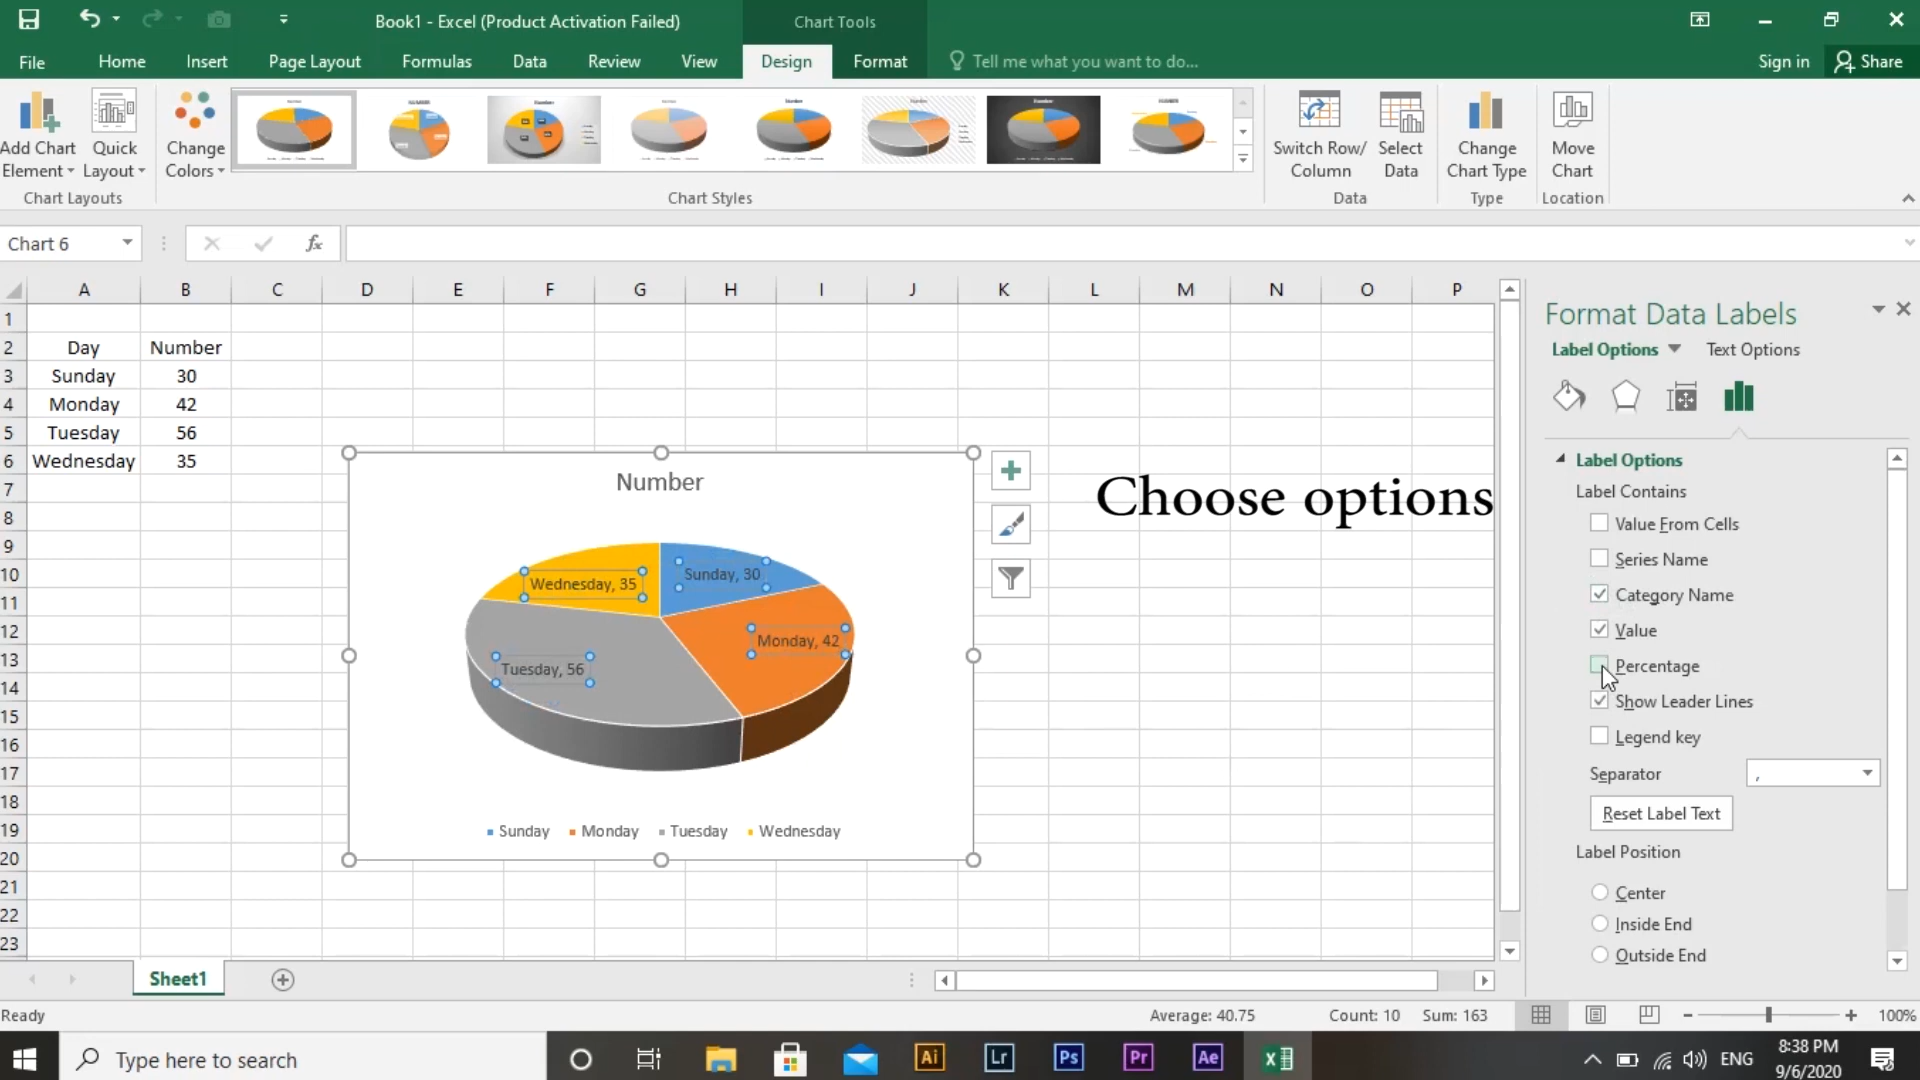 Book1 - Excel (Product Activation Failed)
Chart Tools
File Home Insert Page Layout Formulas Data Review View Design Format Tell me what you want to do... Sign in Share
Add Chart Element
Quick Layout
Change Colors
Switch Row/ Column
Select Data
Change Chart Type
Move Chart
Chart Layouts
Chart Styles
Data
Type
Location
Chart 6
fx
A B C D E F G H I J K L M N O P
1
2 Day Number
3 Sunday 30
4 Monday 42
5 Tuesday 56
6 Wednesday 35
7
8
9
10
11
12
13
14
15
16
17
18
19
20
21
22
23
Number
Wednesday, 35
Sunday, 30
Monday, 42
Tuesday, 56
Sunday Monday Tuesday Wednesday
Choose options
Format Data Labels
Label Options Text Options
Label Options
Label Contains
Value From Cells
Series Name
Category Name
Value
Percentage
Show Leader Lines
Legend key
Separator ,
Reset Label Text
Label Position
Center
Inside End
Outside End
Sheet1
Ready
Average: 40.75 Count: 10 Sum: 163
100%
Type here to search
Ai Lr Ps Pr Ae
ENG
8:38 PM
9/6/2020